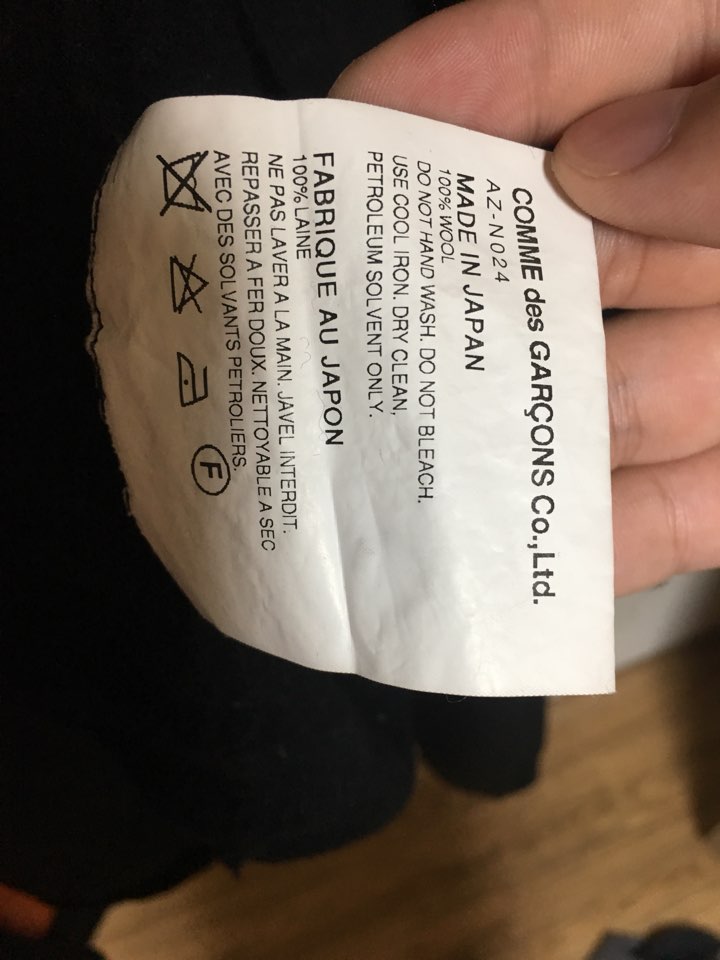 COMME des GARÇONS Co.,Ltd.
AZ-N024
MADE IN JAPAN
100% WOOL
DO NOT HAND WASH. DO NOT BLEACH.
USE COOL IRON. DRY CLEAN,
PETROLEUM SOLVENT ONLY.
FABRIQUE AU JAPON
100% LAINE
NE PAS LAVER A LA MAIN. JAVEL INTERDIT.
REPASSER A FER DOUX. NETTOYABLE A SEC
AVEC DES SOLVANTS PETROLIERS.
F